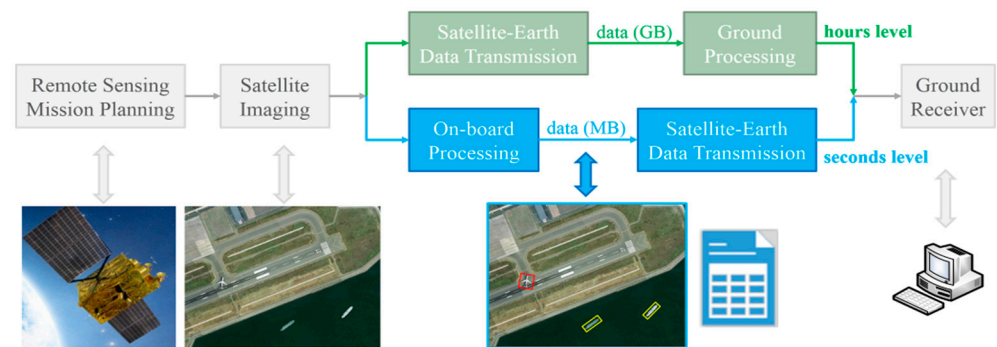 Remote Sensing
Mission Planning
Satellite
Imaging
Satellite-Earth
Data Transmission
data (GB)
Ground
Processing
hours level
On-board
Processing
data (MB)
Satellite-Earth
Data Transmission
seconds level
Ground
Receiver